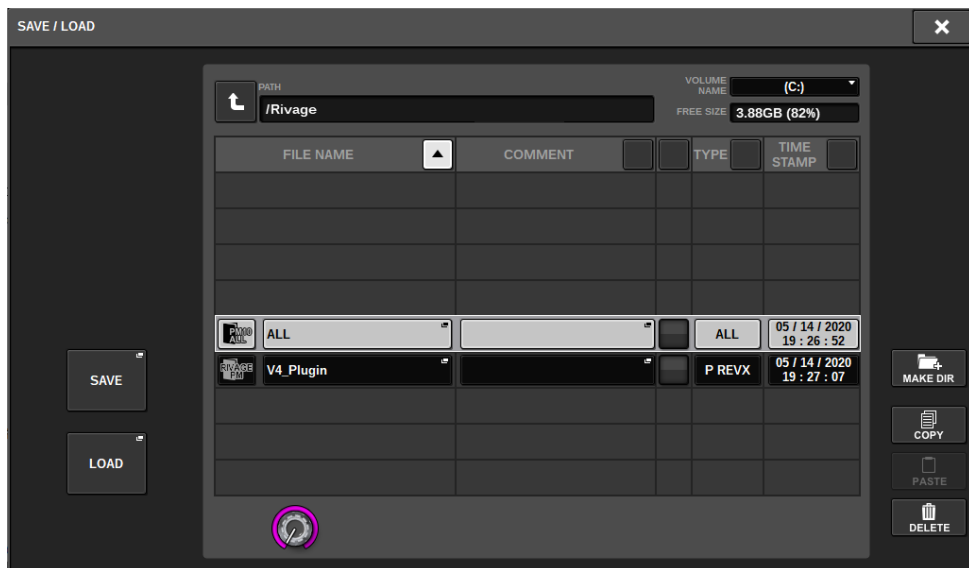 SAVE / LOAD
PATH
/Rivage
VOLUME
NAME
(C:)
FREE SIZE
3.88GB (82%)
FILE NAME
COMMENT
TYPE
TIME
STAMP
PM10
ALL
ALL
ALL
05 / 14 / 2020
19 : 26 : 52
RIVAGE
PM
V4_Plugin
P REVX
05 / 14 / 2020
19 : 27 : 07
SAVE
LOAD
MAKE DIR
COPY
PASTE
DELETE